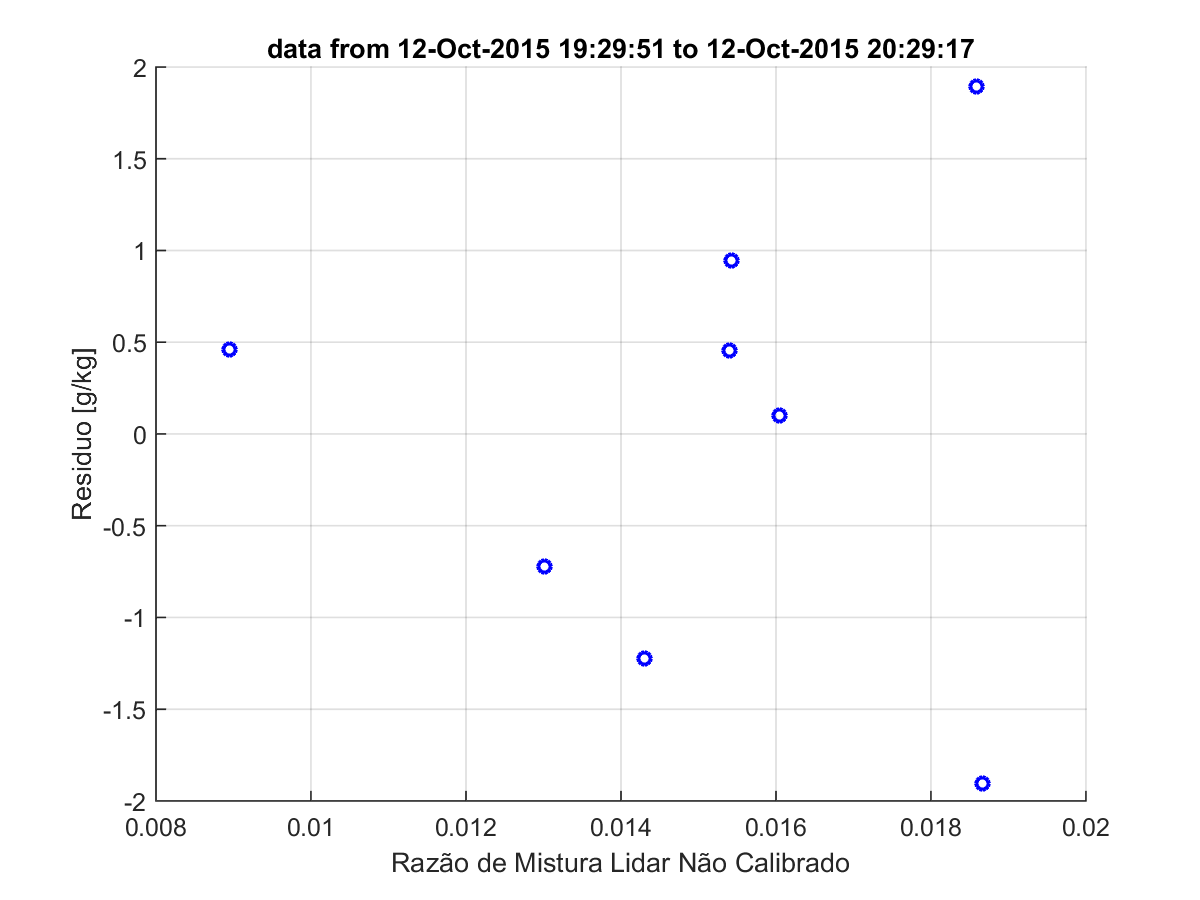 data from 12-Oct-2015 19:29:51 to 12-Oct-2015 20:29:17
2
1.5
1
0.5
0
-0.5
-1
-1.5
-2
Residuo [g/kg]
0.008 0.01 0.012 0.014 0.016 0.018 0.02
Razão de Mistura Lidar Não Calibrado